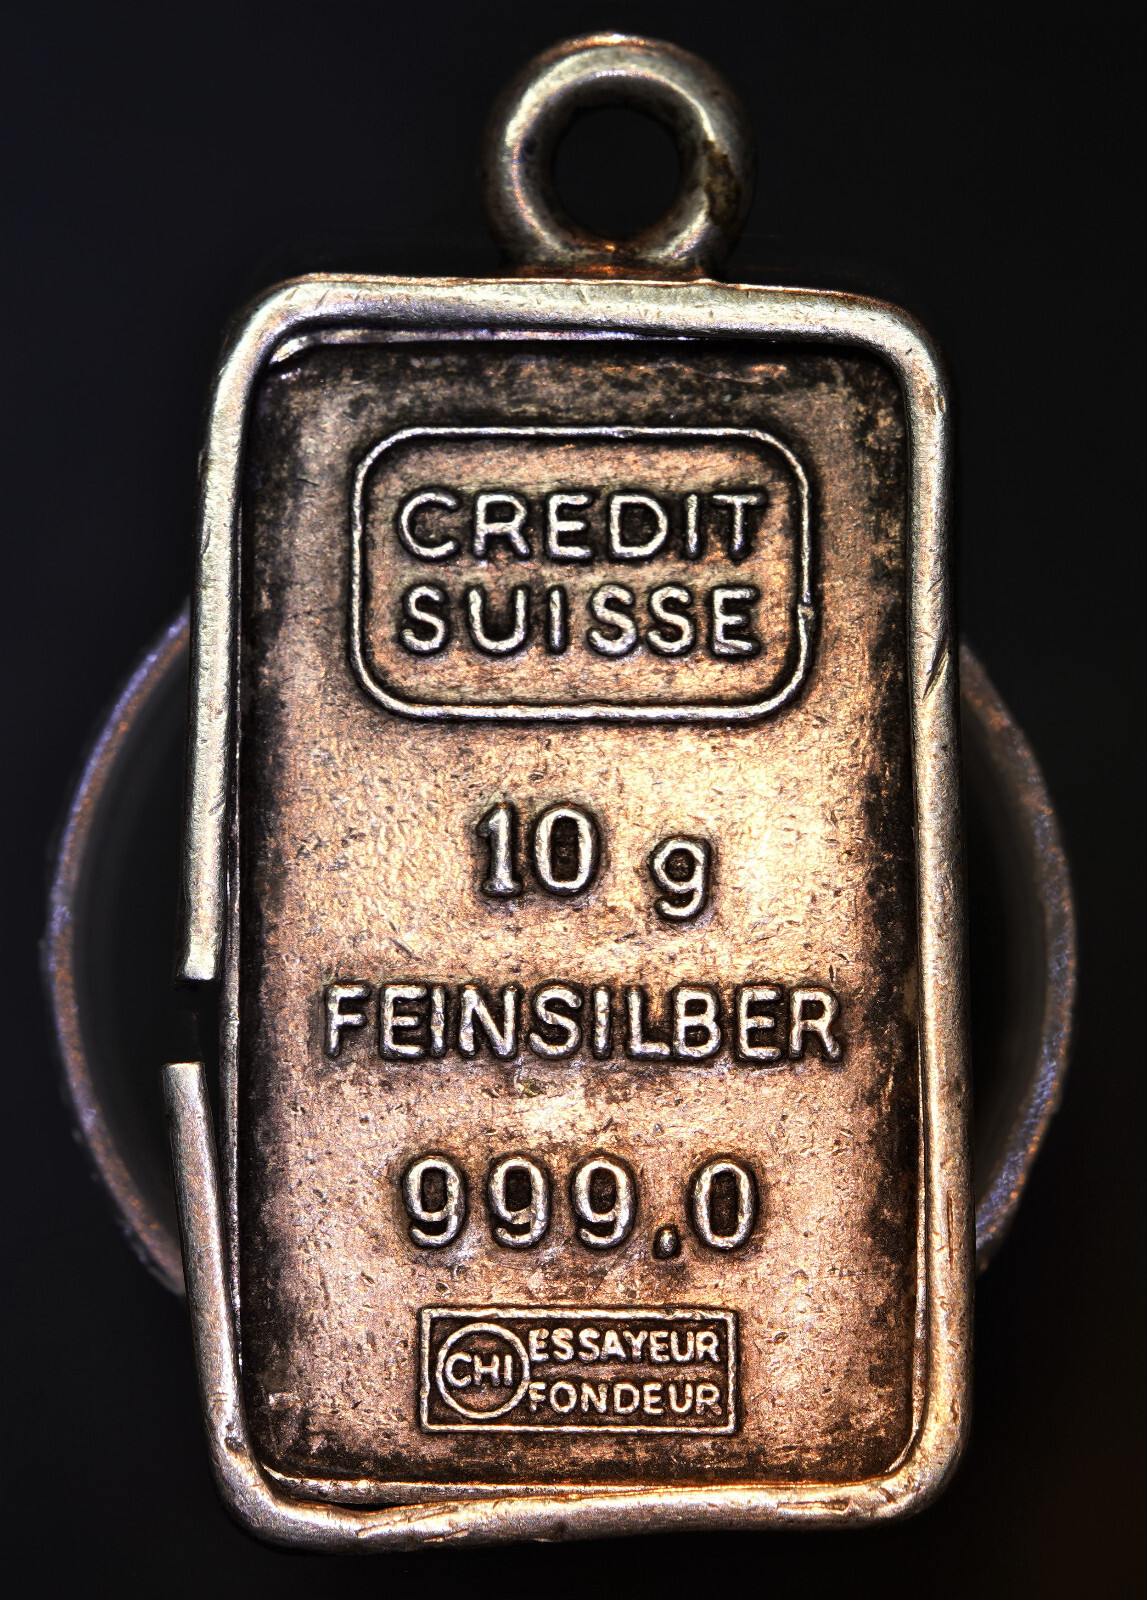 CREDIT
SUISSE
10 g
FEINSILBER
999.0
CHI ESSAYEUR
FONDEUR